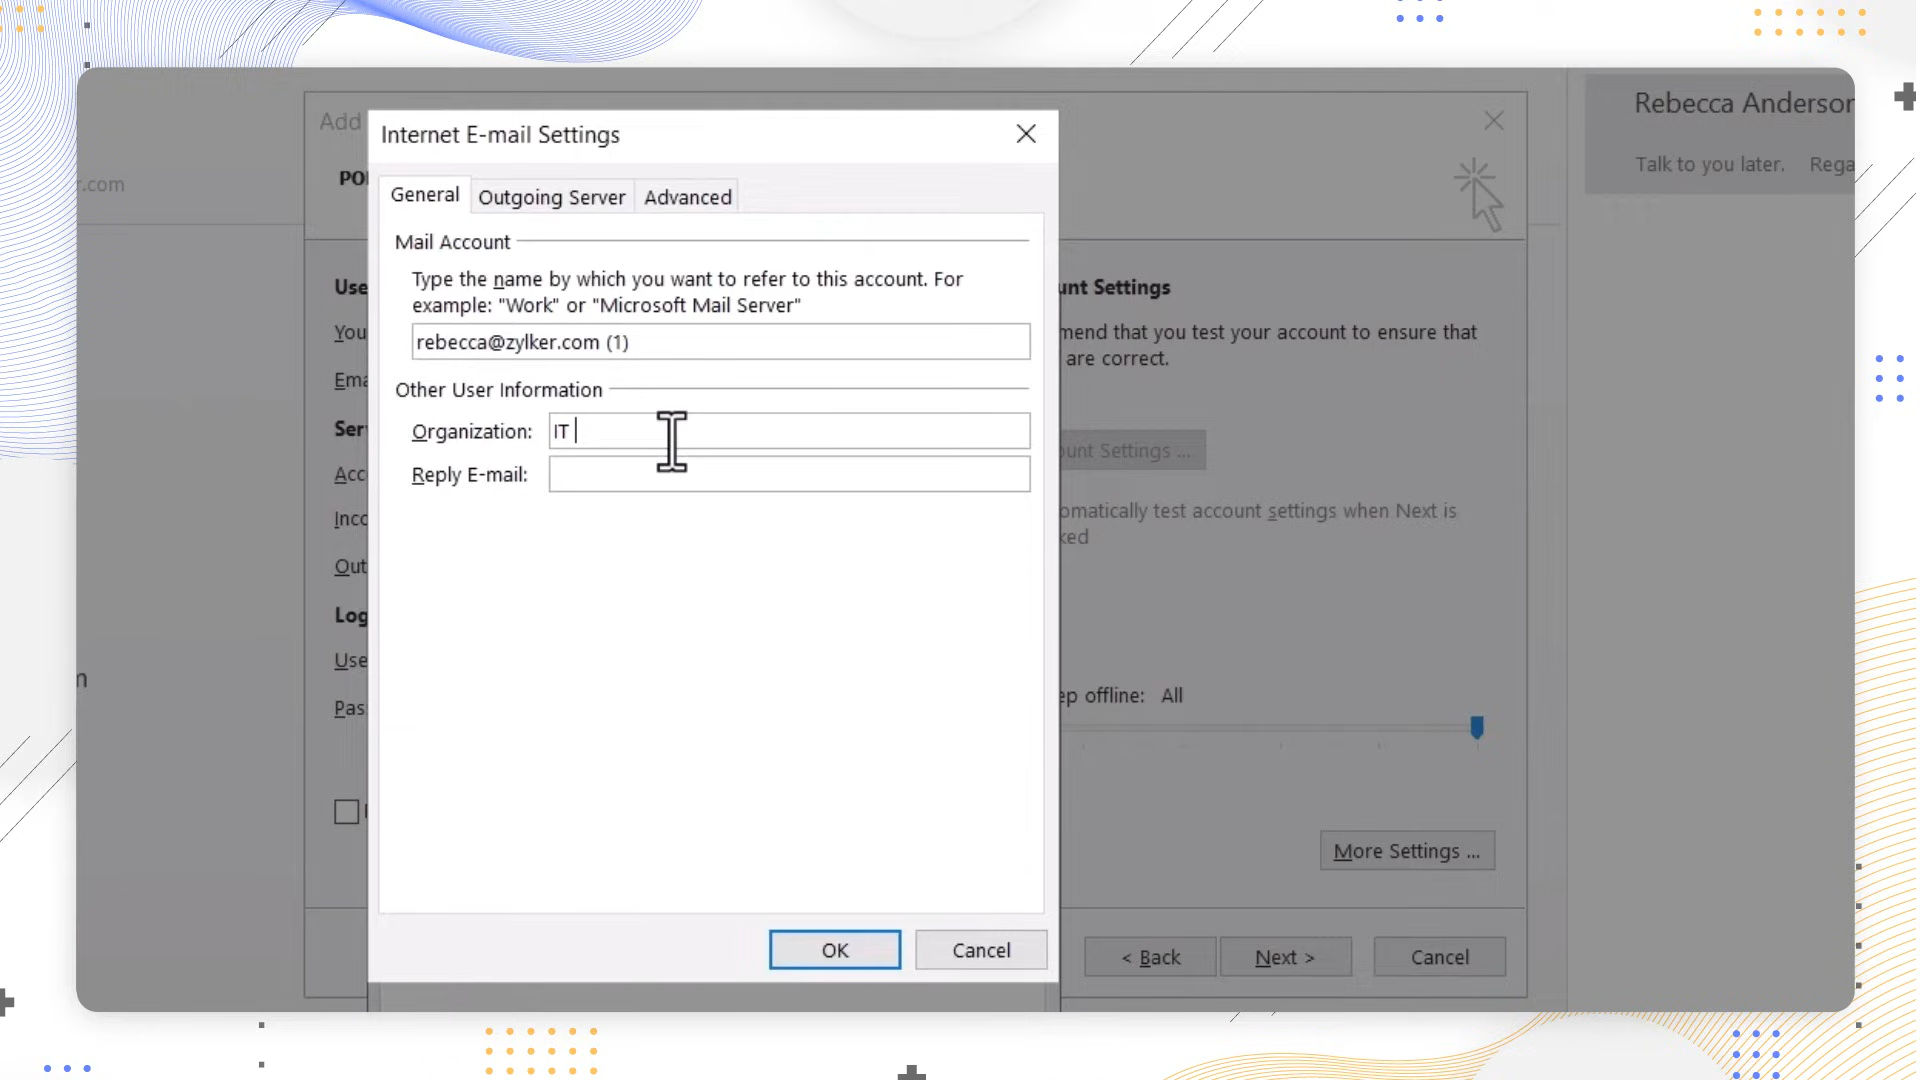 Internet E-mail Settings
General
Outgoing Server
Advanced
Mail Account
Type the name by which you want to refer to this account. For
example: "Work" or "Microsoft Mail Server"
rebecca@zylker.com (1)
Other User Information
Organization: IT
Reply E-mail:
OK
Cancel
Add
r.com
POI
Use
You
Ema
Ser
Acc
Inco
Out
Log
Use
Pas
unt Settings
mend that you test your account to ensure that
are correct.
ount Settings ...
omatically test account settings when Next is
ked
ep offline: All
More Settings ...
< Back
Next >
Cancel
Rebecca Anderson
Talk to you later. Rega